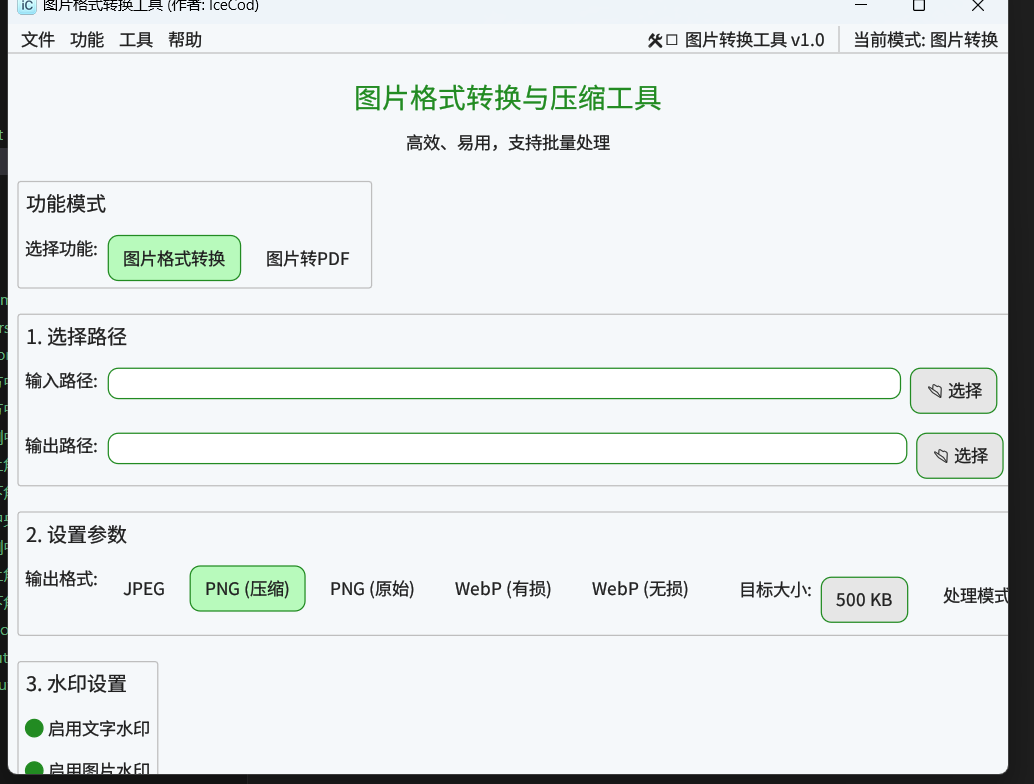 iC 图片格式转换工具 (作者: IceCod)
文件 功能 工具 帮助 图片转换工具 v1.0 当前模式: 图片转换
图片格式转换与压缩工具
高效、易用，支持批量处理
功能模式
选择功能: 图片格式转换 图片转PDF
1. 选择路径
输入路径: 选择
输出路径: 选择
2. 设置参数
输出格式: JPEG PNG (压缩) PNG (原始) WebP (有损) WebP (无损) 目标大小: 500 KB 处理模式
3. 水印设置
启用文字水印
启用图片水印